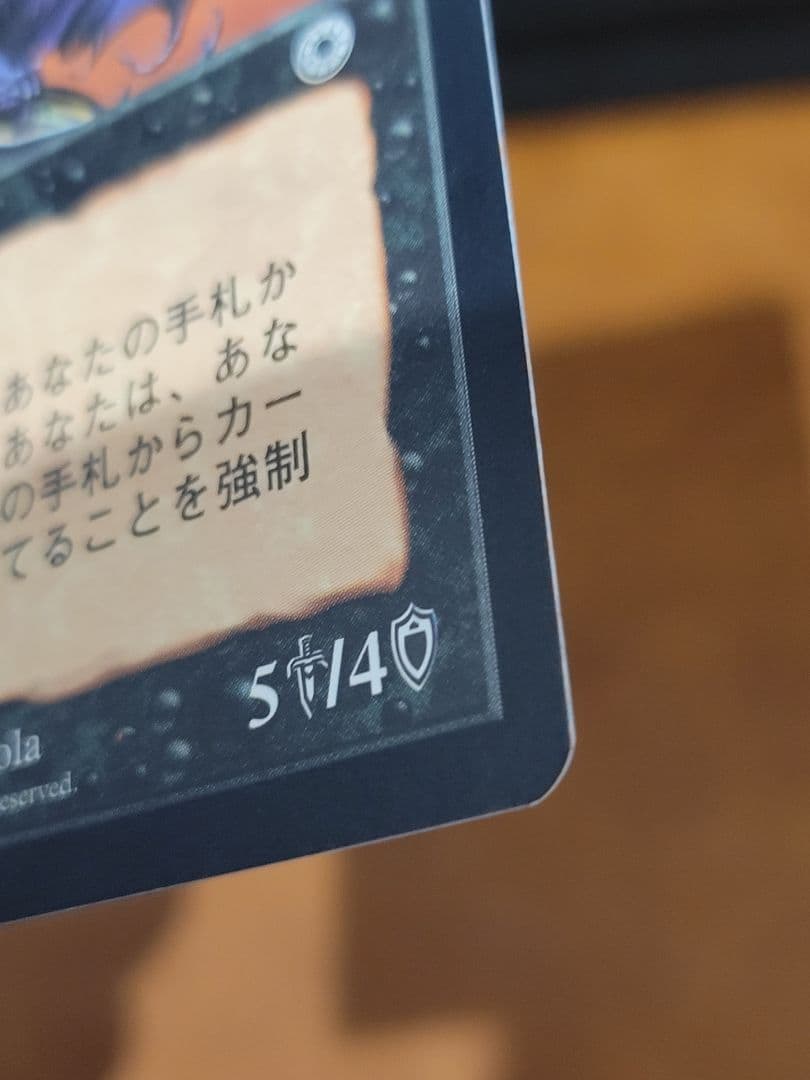 あなたの手札か
あなたは、あな
の手札からカー
てることを強制
5/4
ola
eserved.